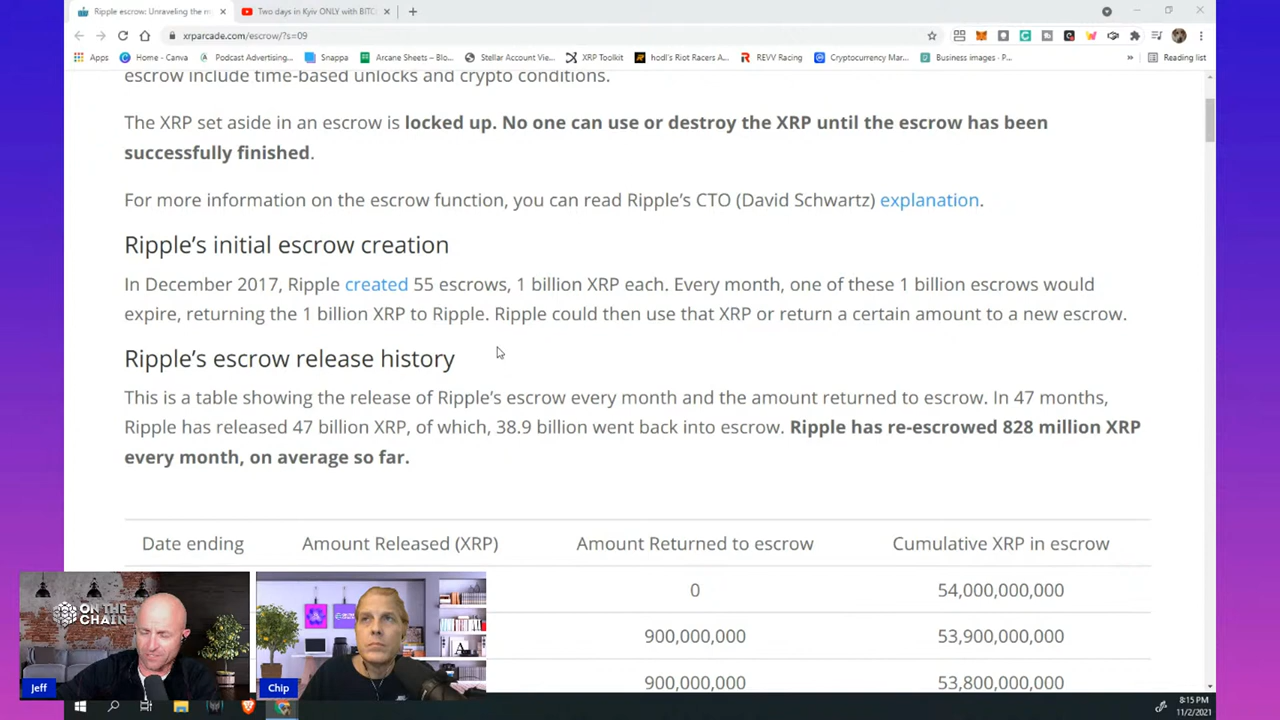 Ripple escrow: Unraveling the m
Two days in Kyiv ONLY with BITC
xrparcade.com/escrow/?s=09
Apps
Home - Canva
Podcast Advertising...
Snappa
Arcane Sheets – Blo...
Stellar Account Vie...
XRP Toolkit
hodl's Riot Racers A...
REVV Racing
Cryptocurrency Mar...
Business images - P...
»
Reading list
escrow include time-based unlocks and crypto conditions.
The XRP set aside in an escrow is locked up. No one can use or destroy the XRP until the escrow has been
successfully finished.
For more information on the escrow function, you can read Ripple's CTO (David Schwartz) explanation.
Ripple's initial escrow creation
In December 2017, Ripple created 55 escrows, 1 billion XRP each. Every month, one of these 1 billion escrows would
expire, returning the 1 billion XRP to Ripple. Ripple could then use that XRP or return a certain amount to a new escrow.
Ripple's escrow release history
This is a table showing the release of Ripple's escrow every month and the amount returned to escrow. In 47 months,
Ripple has released 47 billion XRP, of which, 38.9 billion went back into escrow. Ripple has re-escrowed 828 million XRP
every month, on average so far.
Date ending Amount Released (XRP) Amount Returned to escrow Cumulative XRP in escrow
0 54,000,000,000
900,000,000 53,900,000,000
900,000,000 53,800,000,000
ON THE
CHAIN
Jeff
Chip
8:15 PM
11/2/2021